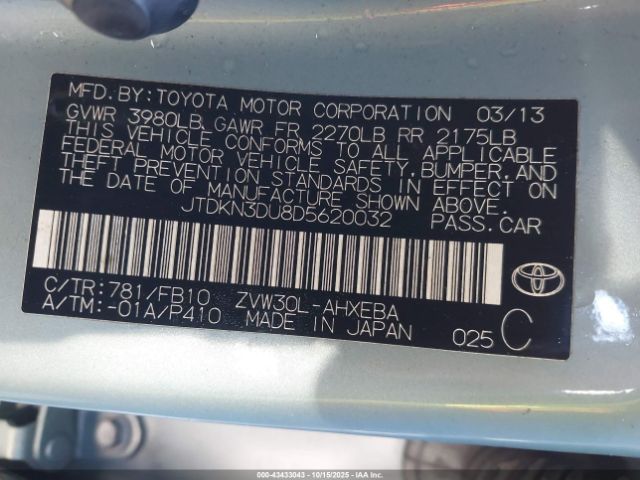 MFD. BY: TOYOTA MOTOR CORPORATION 03/13
GVWR 3980LB, GAWR FR 2270LB RR 2175LB
THIS VEHICLE CONFORMS TO ALL APPLICABLE
FEDERAL MOTOR VEHICLE SAFETY, BUMPER, AND
THEFT PREVENTION STANDARDS IN EFFECT ON
THE DATE OF MANUFACTURE SHOWN ABOVE.
JTDKN3DU8D5620032 PASS. CAR
C/TR: 781/FB10 ZVW30L-AHXEBA
A/TM: -01A/P410 MADE IN JAPAN 025 C
000-43433043 - 10/15/2025 - IAAI.COM